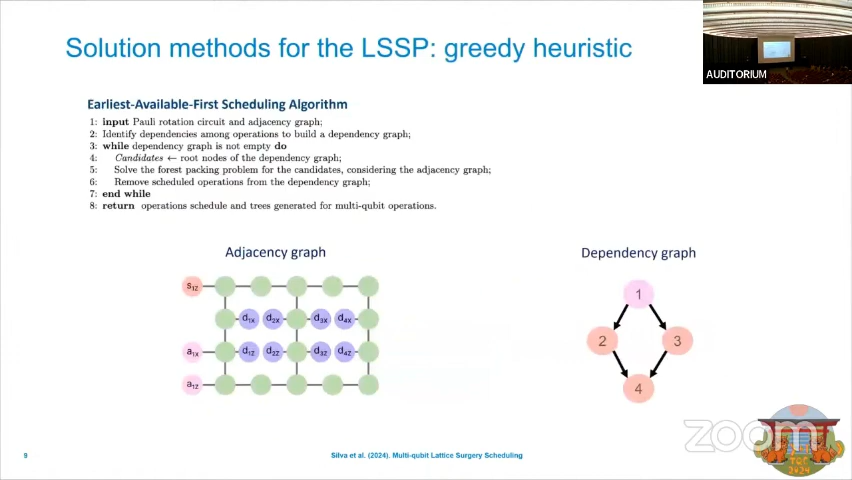 Solution methods for the LSSP: greedy heuristic
AUDITORIUM
Earliest-Available-First Scheduling Algorithm
1: input Pauli rotation circuit and adjacency graph;
2: Identify dependencies among operations to build a dependency graph;
3: while dependency graph is not empty do
4: Candidates ← root nodes of the dependency graph;
5: Solve the forest packing problem for the candidates, considering the adjacency graph;
6: Remove scheduled operations from the dependency graph;
7: end while
8: return operations schedule and trees generated for multi-qubit operations.
Adjacency graph
Dependency graph
s1Z
d1X d2X d3X d4X
a1X d1Z d2Z d3Z d4Z
a1Z
1
2 3
4
zoom
TQC
2024
9
Silva et al. (2024). Multi-qubit Lattice Surgery Scheduling